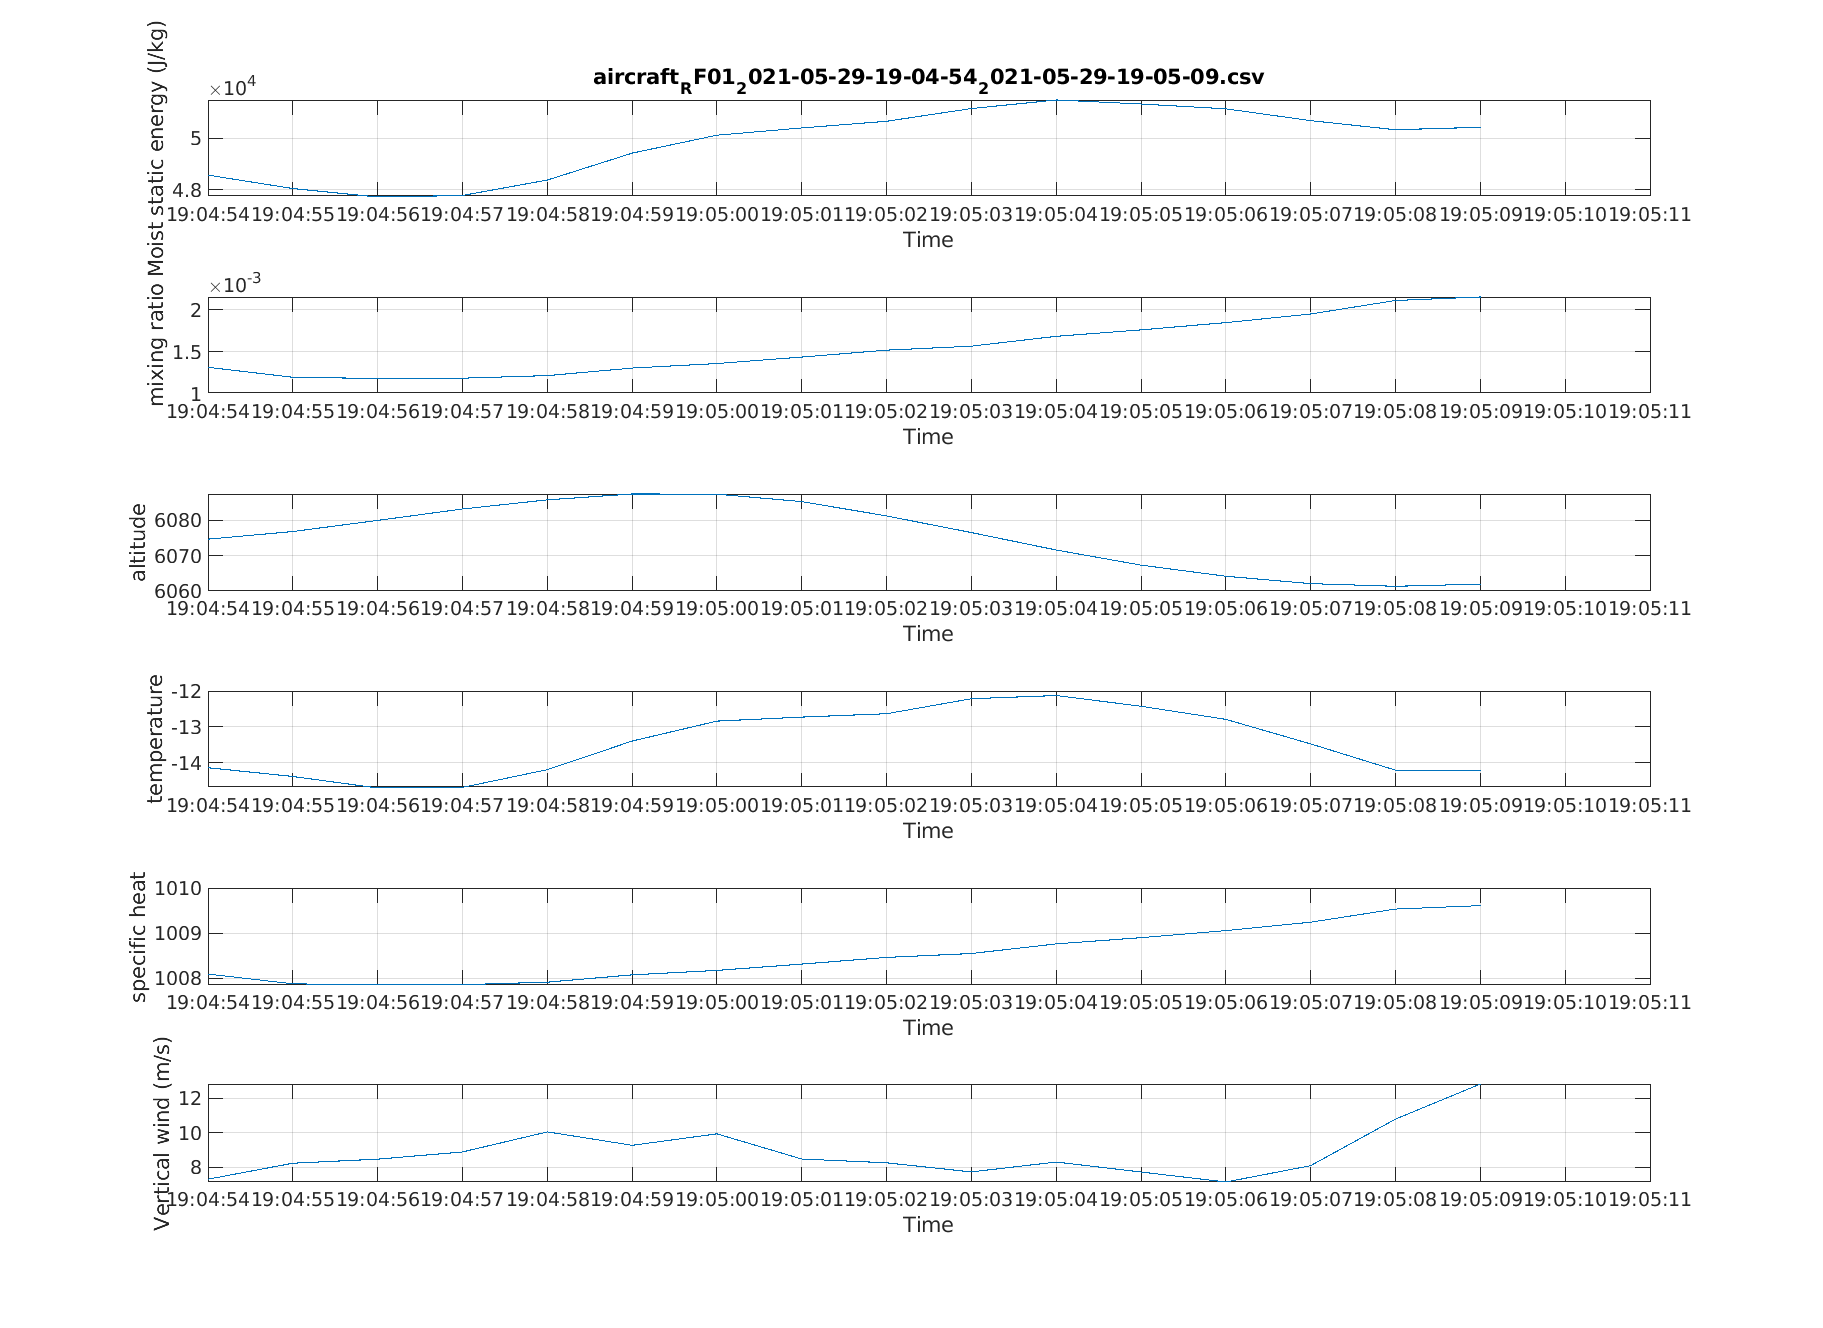 aircraft_RF01_2021-05-29-19-04-54_2021-05-29-19-05-09.csv
×10^4
Moist static energy (J/kg)
5
4.8
19:04:54 19:04:55 19:04:56 19:04:57 19:04:58 19:04:59 19:05:00 19:05:01 19:05:02 19:05:03 19:05:04 19:05:05 19:05:06 19:05:07 19:05:08 19:05:09 19:05:10 19:05:11
Time
×10^-3
mixing ratio
2
1.5
1
19:04:54 19:04:55 19:04:56 19:04:57 19:04:58 19:04:59 19:05:00 19:05:01 19:05:02 19:05:03 19:05:04 19:05:05 19:05:06 19:05:07 19:05:08 19:05:09 19:05:10 19:05:11
Time
altitude
6080
6070
6060
19:04:54 19:04:55 19:04:56 19:04:57 19:04:58 19:04:59 19:05:00 19:05:01 19:05:02 19:05:03 19:05:04 19:05:05 19:05:06 19:05:07 19:05:08 19:05:09 19:05:10 19:05:11
Time
temperature
-12
-13
-14
19:04:54 19:04:55 19:04:56 19:04:57 19:04:58 19:04:59 19:05:00 19:05:01 19:05:02 19:05:03 19:05:04 19:05:05 19:05:06 19:05:07 19:05:08 19:05:09 19:05:10 19:05:11
Time
specific heat
1010
1009
1008
19:04:54 19:04:55 19:04:56 19:04:57 19:04:58 19:04:59 19:05:00 19:05:01 19:05:02 19:05:03 19:05:04 19:05:05 19:05:06 19:05:07 19:05:08 19:05:09 19:05:10 19:05:11
Time
Vertical wind (m/s)
12
10
8
19:04:54 19:04:55 19:04:56 19:04:57 19:04:58 19:04:59 19:05:00 19:05:01 19:05:02 19:05:03 19:05:04 19:05:05 19:05:06 19:05:07 19:05:08 19:05:09 19:05:10 19:05:11
Time